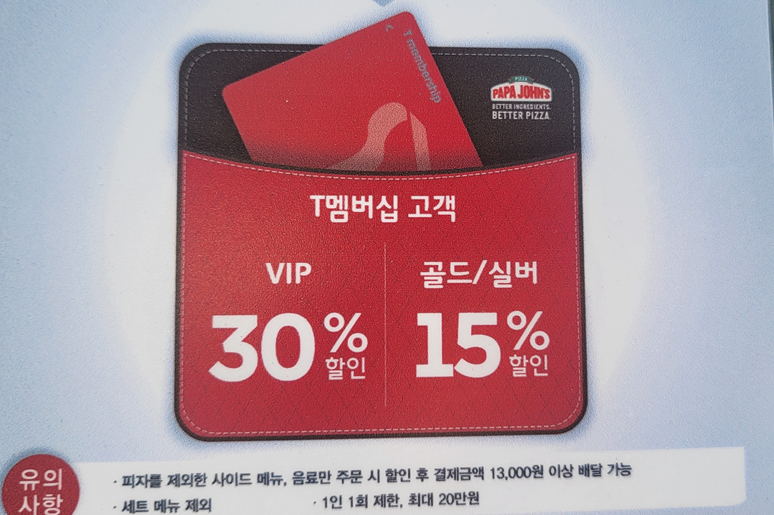 T membership
PIZZA
PAPA JOHN'S
BETTER INGREDIENTS.
BETTER PIZZA.
T멤버십 고객
VIP
골드/실버
30% 할인
15% 할인
유의
사항
· 피자를 제외한 사이드 메뉴, 음료만 주문 시 할인 후 결제금액 13,000원 이상 배달 가능
· 세트 메뉴 제외
· 1인 1회 제한, 최대 20만원